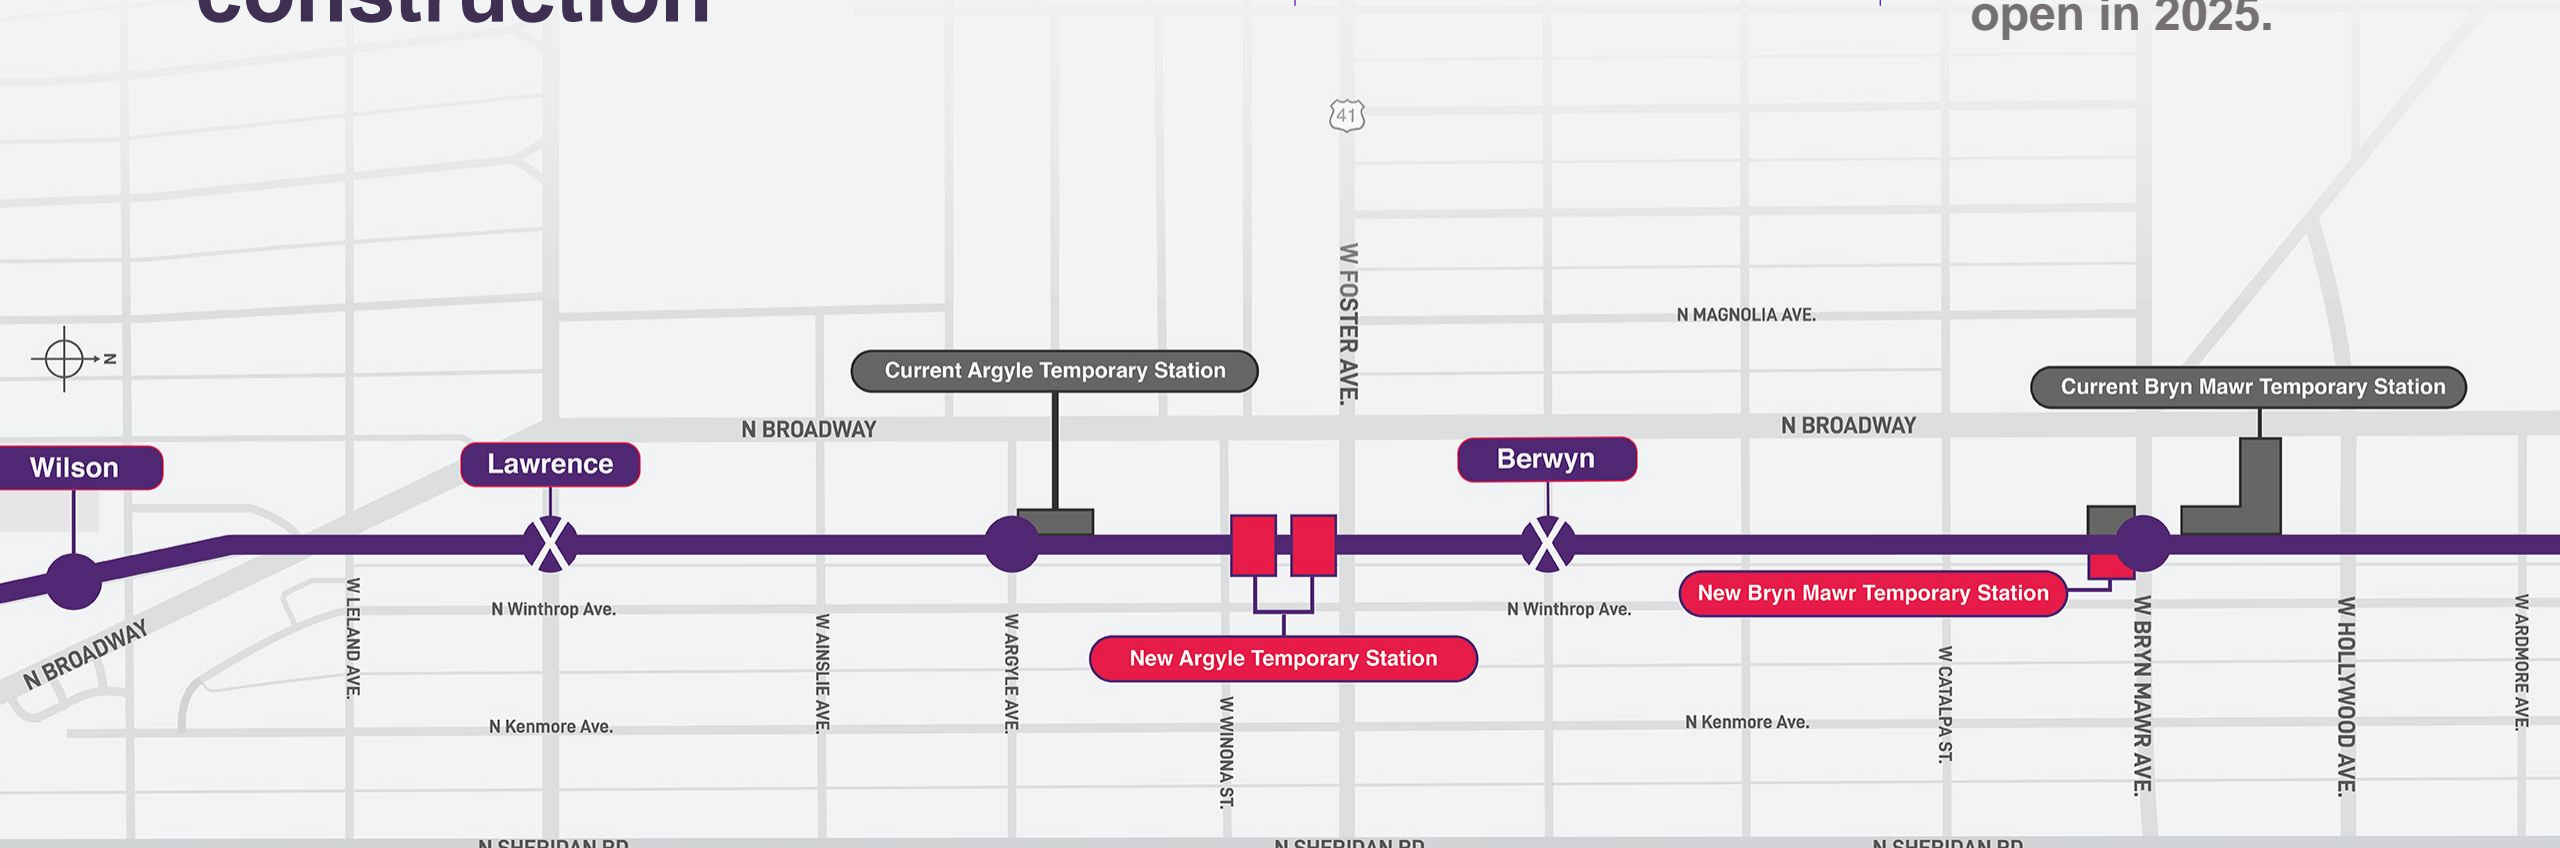 construction
open in 2025.
41
W FOSTER AVE.
N MAGNOLIA AVE.
N
Current Argyle Temporary Station
Current Bryn Mawr Temporary Station
N BROADWAY
N BROADWAY
Wilson
Lawrence
Berwyn
X
X
New Bryn Mawr Temporary Station
N Winthrop Ave.
N Winthrop Ave.
N BROADWAY
W LELAND AVE.
W AINSLIE AVE.
W ARGYLE AVE.
New Argyle Temporary Station
W WINONA ST.
W CATALPA ST.
W BRYN MAWR AVE.
W HOLLYWOOD AVE.
W ARDMORE AVE.
N Kenmore Ave.
N Kenmore Ave.
N SHERIDAN RD
N SHERIDAN RD
N SHERIDAN RD